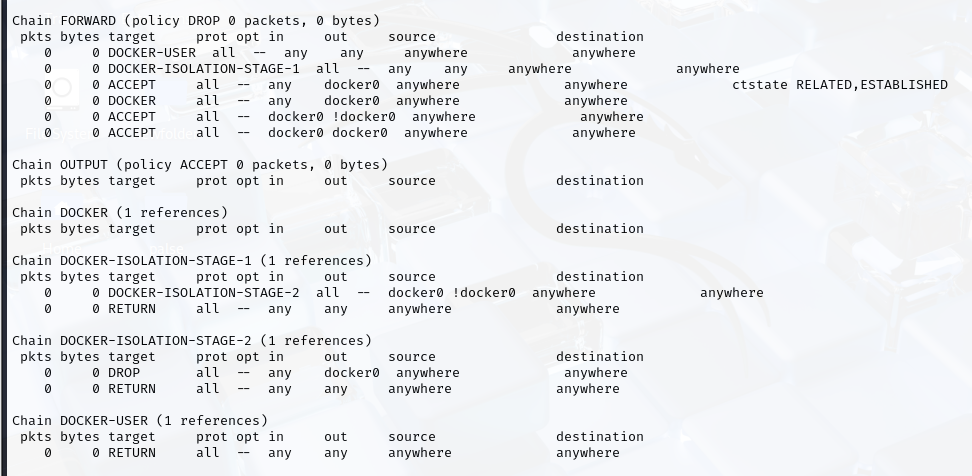 Chain FORWARD (policy DROP 0 packets, 0 bytes)
 pkts bytes target     prot opt in     out     source               destination
    0     0 DOCKER-USER  all  --  any    any     anywhere             anywhere
    0     0 DOCKER-ISOLATION-STAGE-1  all  --  any    any     anywhere             anywhere
    0     0 ACCEPT     all  --  any    docker0  anywhere             anywhere             ctstate RELATED,ESTABLISHED
    0     0 DOCKER     all  --  any    docker0  anywhere             anywhere
    0     0 ACCEPT     all  --  docker0 !docker0  anywhere             anywhere
    0     0 ACCEPT     all  --  docker0 docker0  anywhere             anywhere

Chain OUTPUT (policy ACCEPT 0 packets, 0 bytes)
 pkts bytes target     prot opt in     out     source               destination

Chain DOCKER (1 references)
 pkts bytes target     prot opt in     out     source               destination

Chain DOCKER-ISOLATION-STAGE-1 (1 references)
 pkts bytes target     prot opt in     out     source               destination
    0     0 DOCKER-ISOLATION-STAGE-2  all  --  docker0 !docker0  anywhere             anywhere
    0     0 RETURN     all  --  any    any     anywhere             anywhere

Chain DOCKER-ISOLATION-STAGE-2 (1 references)
 pkts bytes target     prot opt in     out     source               destination
    0     0 DROP       all  --  any    docker0  anywhere             anywhere
    0     0 RETURN     all  --  any    any     anywhere             anywhere

Chain DOCKER-USER (1 references)
 pkts bytes target     prot opt in     out     source               destination
    0     0 RETURN     all  --  any    any     anywhere             anywhere